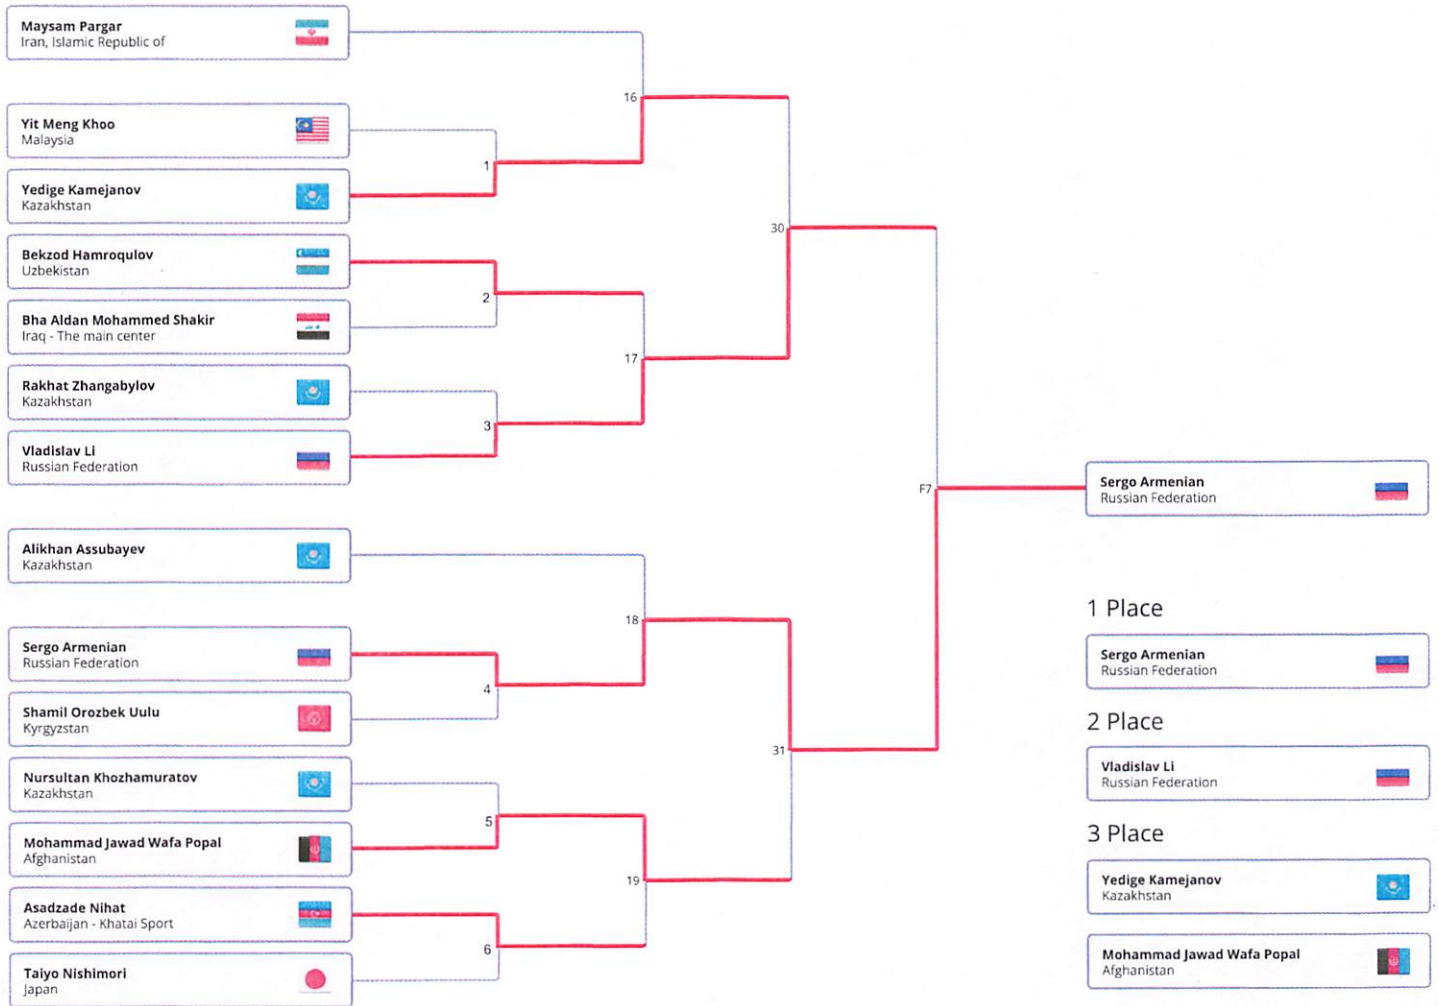 Maysam Pargar
Iran, Islamic Republic of
16
Yit Meng Khoo
Malaysia
1
Yedige Kamejanov
Kazakhstan
30
Bekzod Hamroqulov
Uzbekistan
2
Bha Aldan Mohammed Shakir
Iraq - The main center
17
Rakhat Zhangabylov
Kazakhstan
3
Vladislav Li
Russian Federation
F7
Sergo Armenian
Russian Federation
Alikhan Assubayev
Kazakhstan
18
Sergo Armenian
Russian Federation
4
Shamil Orozbek Uulu
Kyrgyzstan
31
Nursultan Khozhamuratov
Kazakhstan
5
Mohammad Jawad Wafa Popal
Afghanistan
19
Asadzade Nihat
Azerbaijan - Khatai Sport
6
Taiyo Nishimori
Japan
1 Place
Sergo Armenian
Russian Federation
2 Place
Vladislav Li
Russian Federation
3 Place
Yedige Kamejanov
Kazakhstan
Mohammad Jawad Wafa Popal
Afghanistan